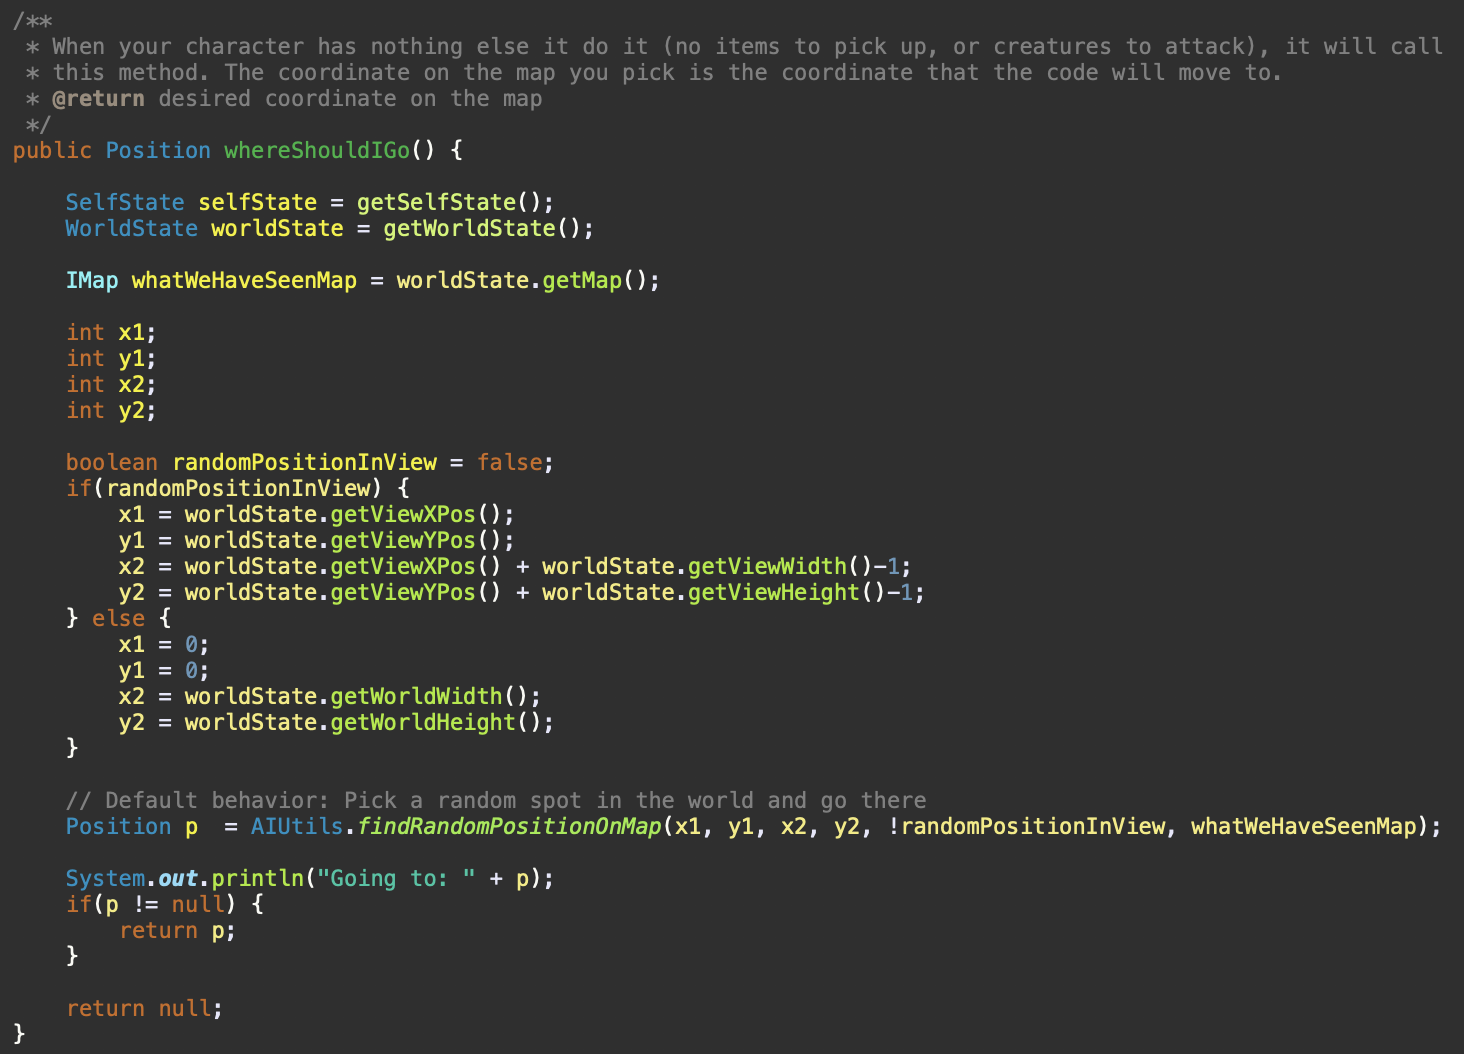 /**
 * When your character has nothing else it do it (no items to pick up, or creatures to attack), it will call
 * this method. The coordinate on the map you pick is the coordinate that the code will move to.
 * @return desired coordinate on the map
 */
public Position whereShouldIGo() {

    SelfState selfState = getSelfState();
    WorldState worldState = getWorldState();

    IMap whatWeHaveSeenMap = worldState.getMap();

    int x1;
    int y1;
    int x2;
    int y2;

    boolean randomPositionInView = false;
    if(randomPositionInView) {
        x1 = worldState.getViewXPos();
        y1 = worldState.getViewYPos();
        x2 = worldState.getViewXPos() + worldState.getViewWidth()-1;
        y2 = worldState.getViewYPos() + worldState.getViewHeight()-1;
    } else {
        x1 = 0;
        y1 = 0;
        x2 = worldState.getWorldWidth();
        y2 = worldState.getWorldHeight();
    }

    // Default behavior: Pick a random spot in the world and go there
    Position p  = AIUtils.findRandomPositionOnMap(x1, y1, x2, y2, !randomPositionInView, whatWeHaveSeenMap);

    System.out.println("Going to: " + p);
    if(p != null) {
        return p;
    }

    return null;
}